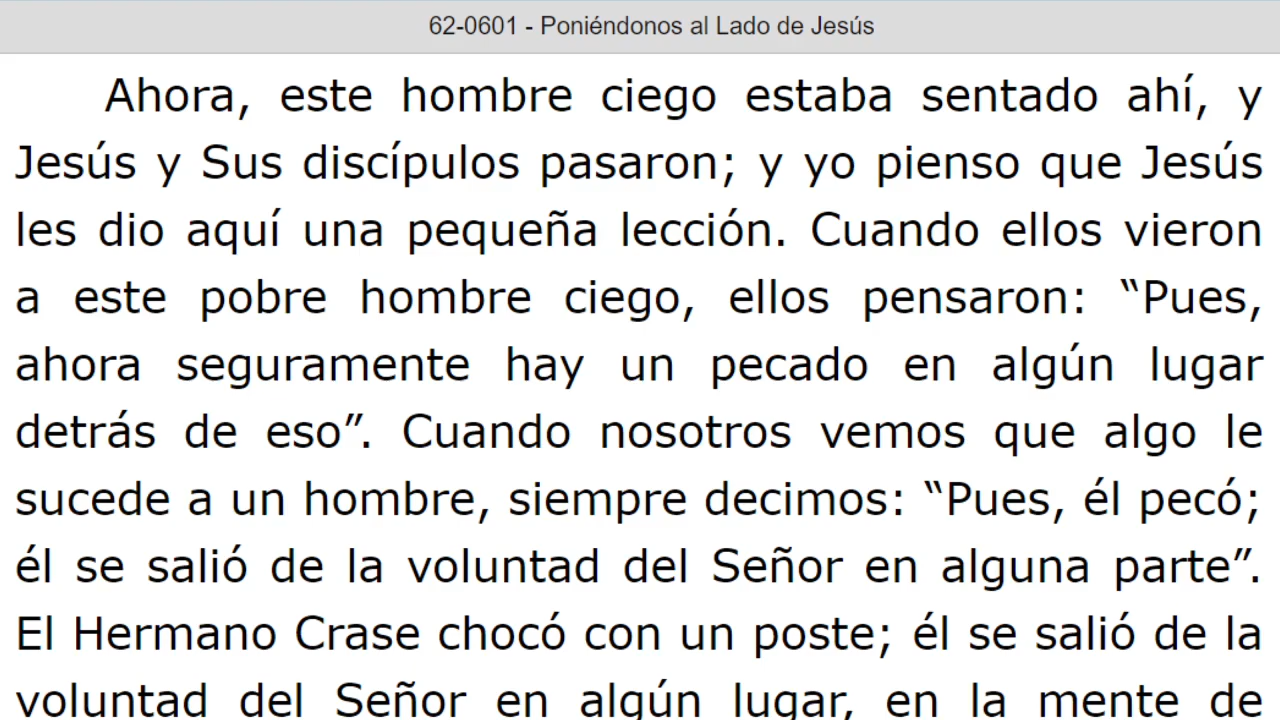 62-0601 - Poniéndonos al Lado de Jesús
Ahora, este hombre ciego estaba sentado ahí, y
Jesús y Sus discípulos pasaron; y yo pienso que Jesús
les dio aquí una pequeña lección. Cuando ellos vieron
a este pobre hombre ciego, ellos pensaron: “Pues,
ahora seguramente hay un pecado en algún lugar
detrás de eso”. Cuando nosotros vemos que algo le
sucede a un hombre, siempre decimos: “Pues, él pecó;
él se salió de la voluntad del Señor en alguna parte”.
El Hermano Crase chocó con un poste; él se salió de la
voluntad del Señor en algún lugar, en la mente de